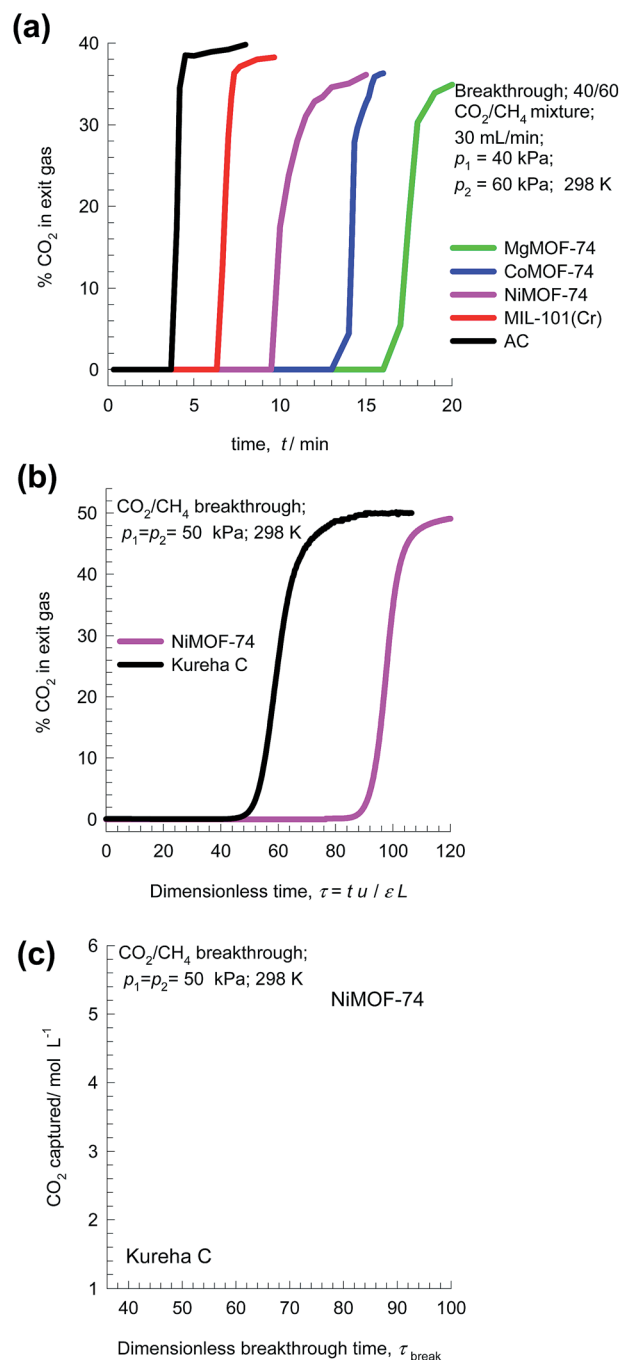 (a)
40
30
20
10
0
% CO2 in exit gas
0 5 10 15 20
time, t / min
Breakthrough; 40/60
CO2/CH4 mixture;
30 mL/min;
p1 = 40 kPa;
p2 = 60 kPa; 298 K
MgMOF-74
CoMOF-74
NiMOF-74
MIL-101(Cr)
AC
(b)
50
40
30
20
10
0
% CO2 in exit gas
CO2/CH4 breakthrough;
p1=p2= 50 kPa; 298 K
NiMOF-74
Kureha C
0 20 40 60 80 100 120
Dimensionless time, τ = t u / ε L
(c)
6
5
4
3
2
1
CO2 captured/ mol L-1
CO2/CH4 breakthrough;
p1=p2= 50 kPa; 298 K
NiMOF-74
Kureha C
40 50 60 70 80 90 100
Dimensionless breakthrough time, τbreak